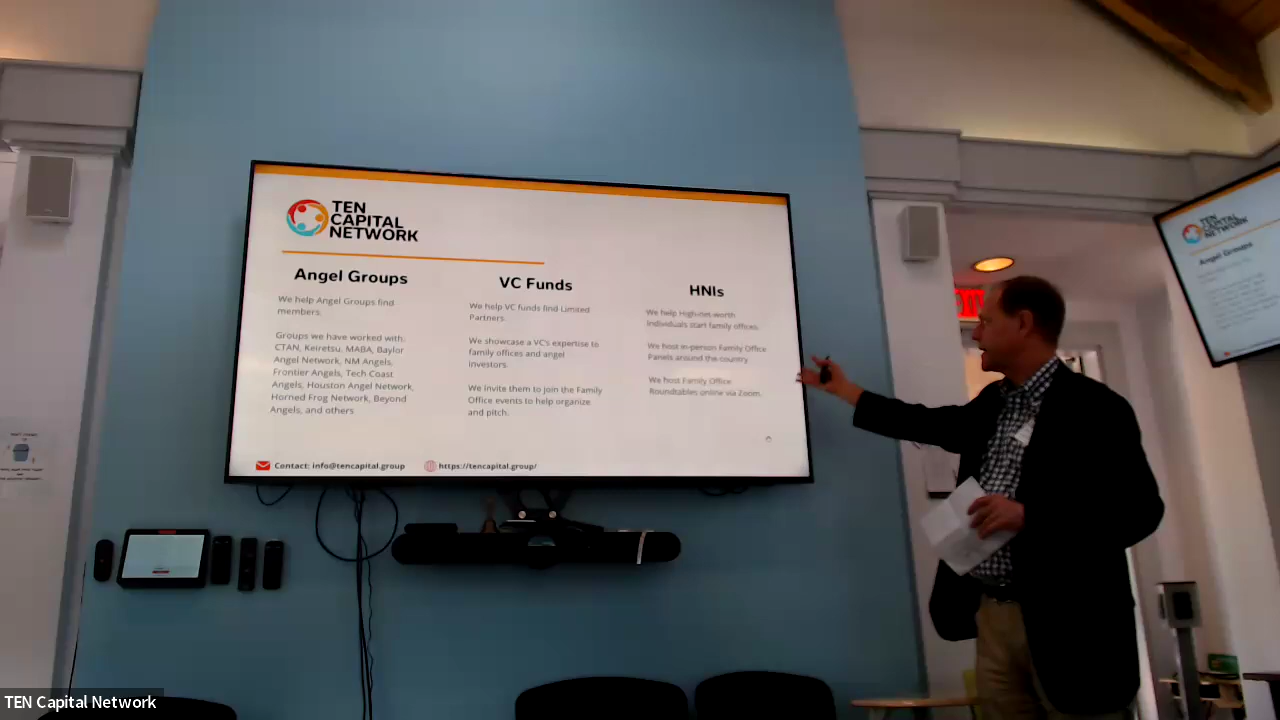 TEN
CAPITAL
NETWORK
Angel Groups
We help Angel Groups find
members.
Groups we have worked with:
CTAN, Keiretsu, MABA, Baylor
Angel Network, NM Angels,
Frontier Angels, Tech Coast
Angels, Houston Angel Network,
Horned Frog Network, Beyond
Angels, and others
VC Funds
We help VC funds find Limited
Partners.
We showcase a VC's expertise to
family offices and angel
investors.
We invite them to join the Family
Office events to help organize
and pitch.
HNIs
We help High-net-worth
individuals start family offices.
We host in-person Family Office
Panels around the country
We host Family Office
Roundtables online via Zoom.
Contact: info@tencapital.group
https://tencapital.group/
TEN
CAPITAL
NETWORK
Angel Groups
TEN Capital Network